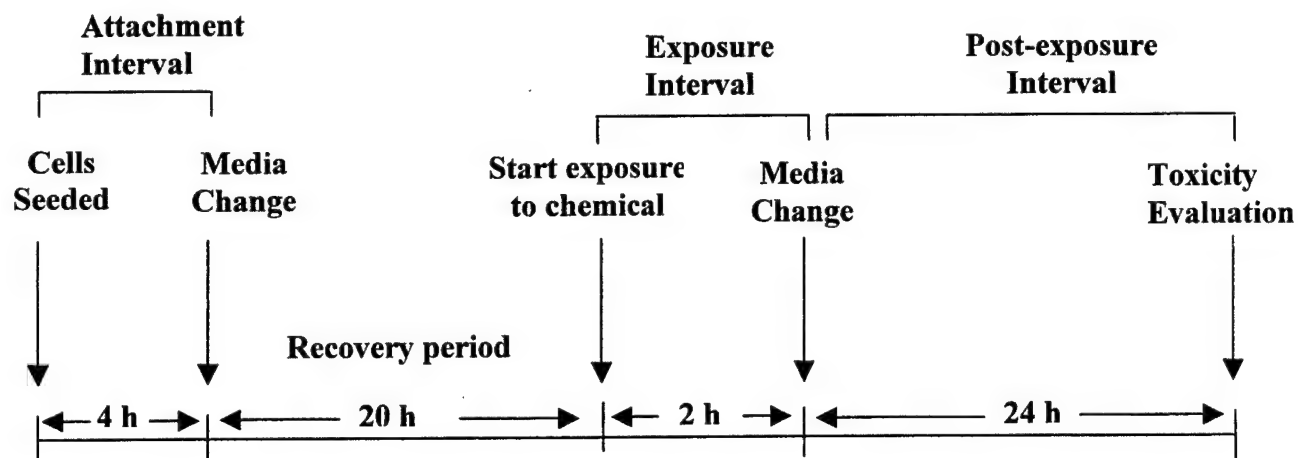 Attachment
Interval
Exposure
Interval
Post-exposure
Interval
Cells
Seeded
Media
Change
Start exposure
to chemical
Media
Change
Toxicity
Evaluation
Recovery period
4 h
20 h
2 h
24 h